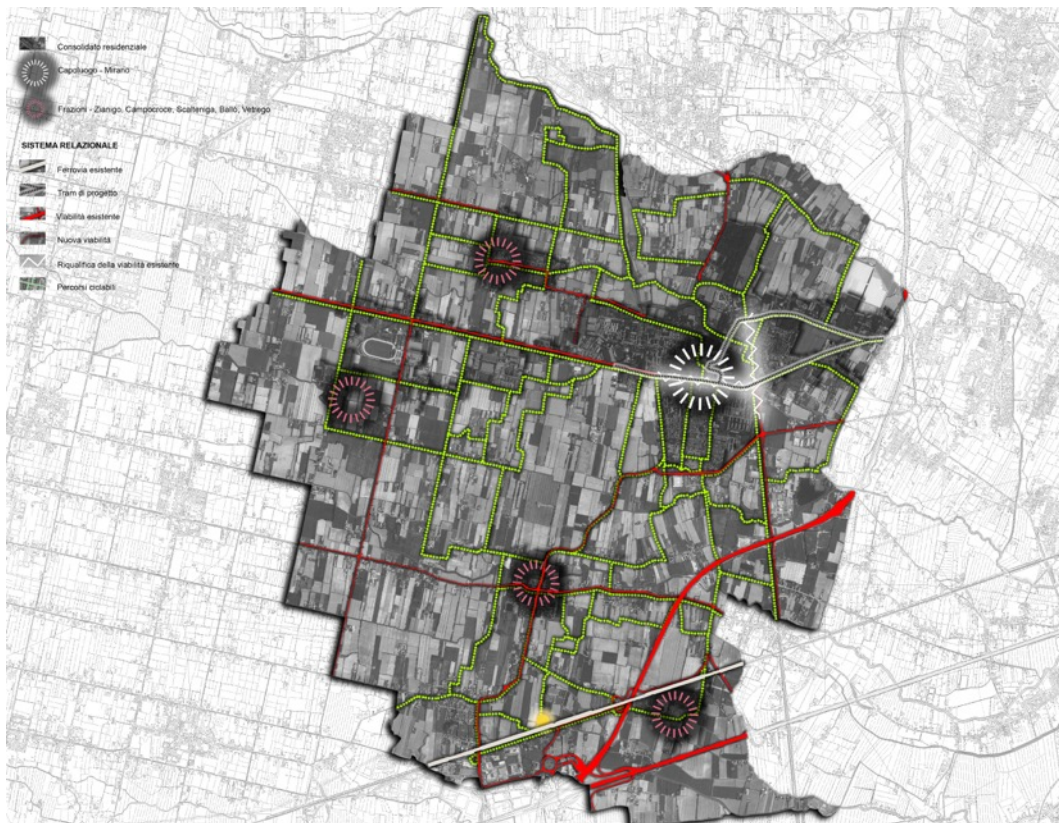 Consolidato residenziale
Capoluogo - Mirano
Frazioni - Zianigo, Campocroce, Scaltenigo, Ballò, Vetrego
SISTEMA RELAZIONALE
Ferrovia esistente
Tram di progetto
Viabilità esistente
Nuova viabilità
Riqualifica della viabilità esistente
Percorsi ciclabili